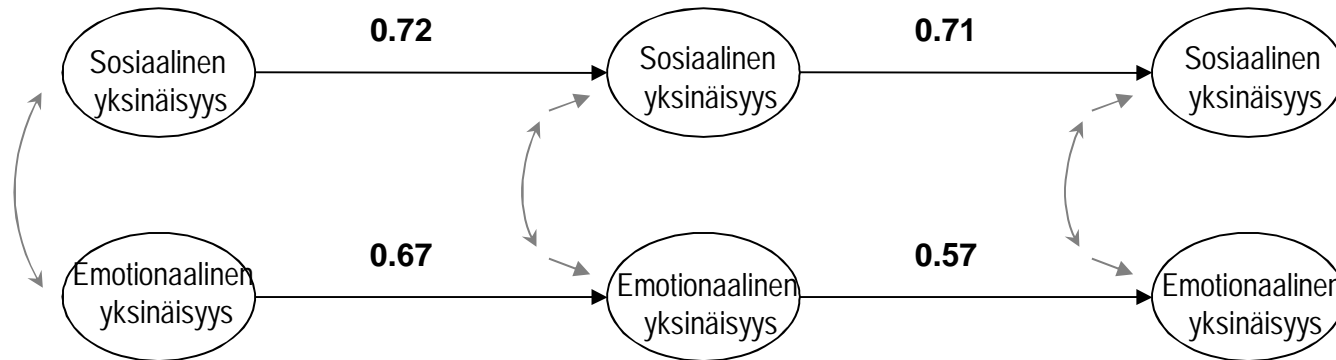 0.72
0.71
Sosiaalinen
yksinäisyys
Sosiaalinen
yksinäisyys
Sosiaalinen
yksinäisyys
0.67
0.57
Emotionaalinen
yksinäisyys
Emotionaalinen
yksinäisyys
Emotionaalinen
yksinäisyys